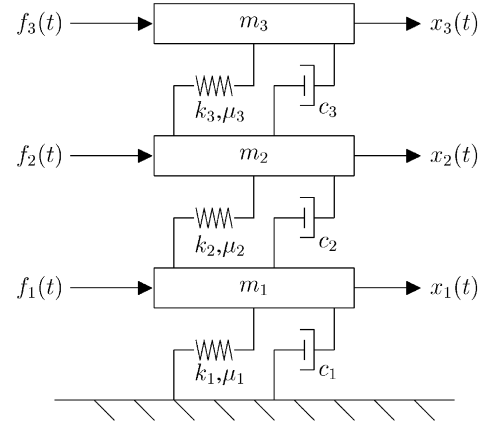 f₃(t) m₃ x₃(t)
k₃,μ₃ c₃
f₂(t) m₂ x₂(t)
k₂,μ₂ c₂
f₁(t) m₁ x₁(t)
k₁,μ₁ c₁